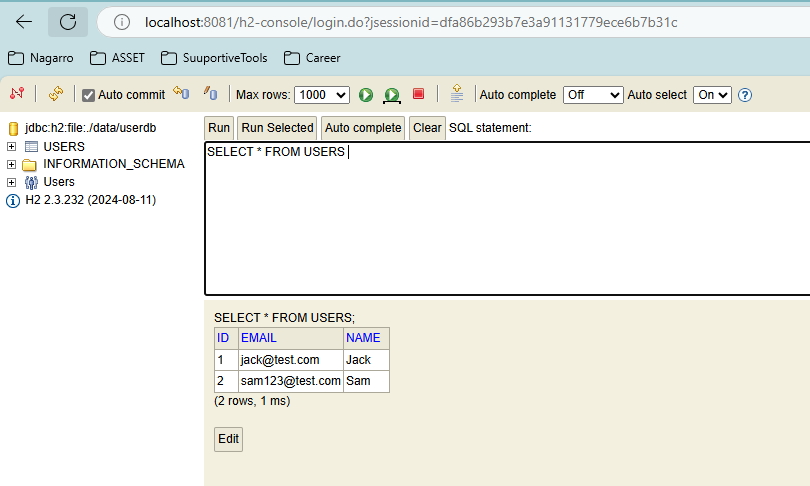 localhost:8081/h2-console/login.do?jsessionid=dfa86b293b7e3a91131779ece6b7b31c
Nagarro ASSET SuuportiveTools Career
Auto commit Max rows: 1000 Auto complete Off Auto select On ?
jdbc:h2:file:./data/userdb
USERS
INFORMATION_SCHEMA
Users
H2 2.3.232 (2024-08-11)
Run Run Selected Auto complete Clear SQL statement:
SELECT * FROM USERS
SELECT * FROM USERS;
ID EMAIL NAME
1 jack@test.com Jack
2 sam123@test.com Sam
(2 rows, 1 ms)
Edit